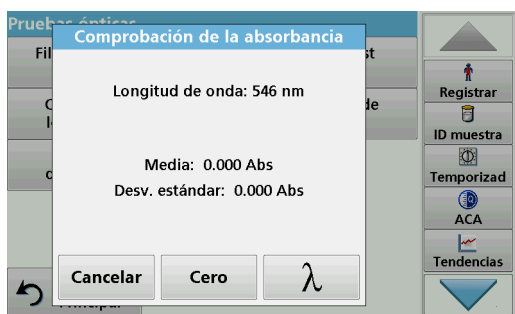 Pruebas ópticas
Comprobación de la absorbancia
Longitud de onda: 546 nm
Media: 0.000 Abs
Desv. estándar: 0.000 Abs
Cancelar
Cero
λ
Registrar
ID muestra
Temporizad
ACA
Tendencias